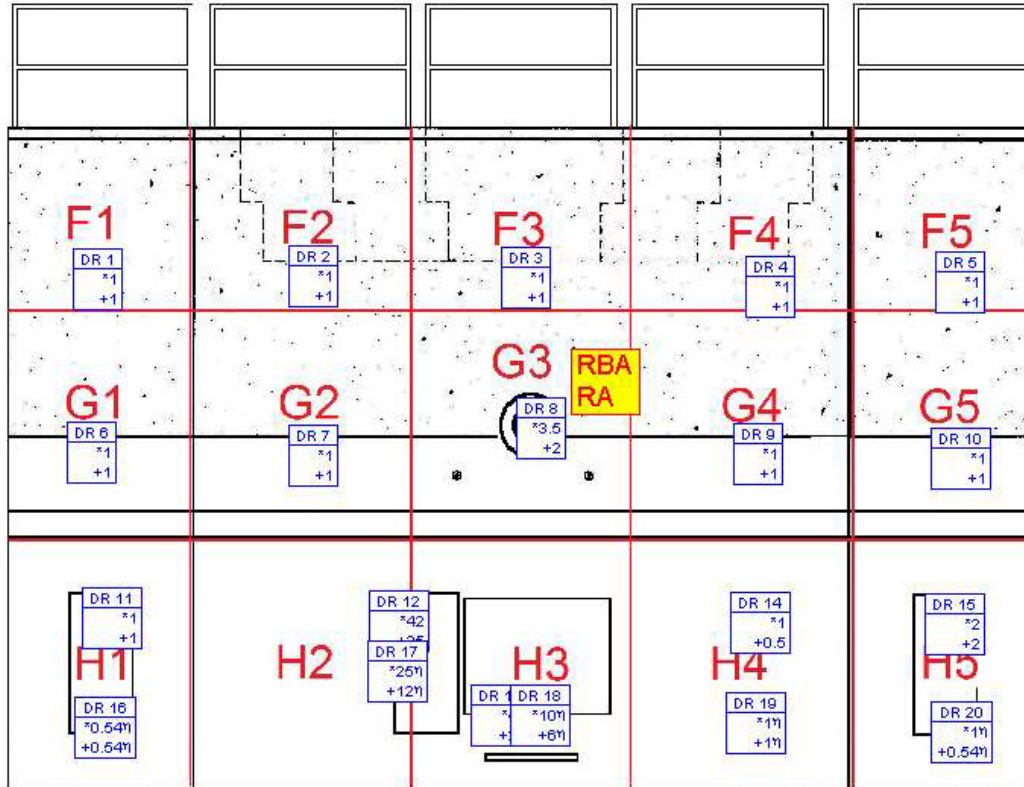 F1
F2
F3
F4
F5
DR 1
*1
+1
DR 2
*1
+1
DR 3
*1
+1
DR 4
*1
+1
DR 5
*1
+1
G1
G2
G3
G4
G5
RBA
RA
DR 6
*1
+1
DR 7
*1
+1
DR 8
*3.5
+2
DR 9
*1
+1
DR 10
*1
+1
H1
H2
H3
H4
H5
DR 11
*1
+1
DR 12
*42
DR 14
*1
+0.5
DR 15
*2
+2
DR 16
*0.54η
+0.54η
DR 17
*25η
+12η
DR 18
*10η
+6η
DR 19
*1η
+1η
DR 20
*1η
+0.54η